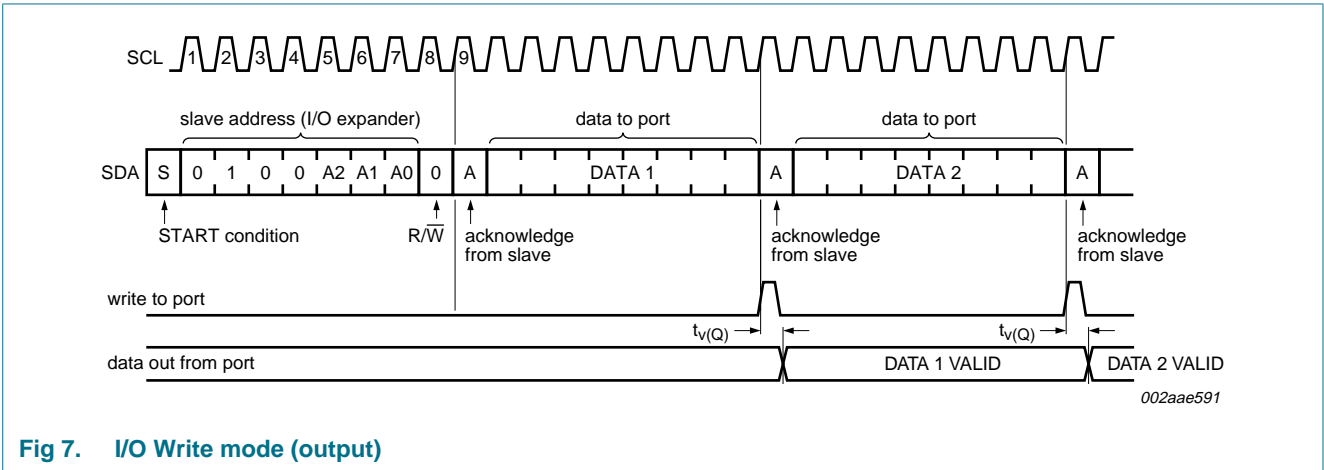 SCL 1 2 3 4 5 6 7 8 9
slave address (I/O expander) data to port data to port
SDA S 0 1 0 0 A2 A1 A0 0 A DATA 1 A DATA 2 A
START condition R/W̅ acknowledge from slave acknowledge from slave acknowledge from slave
write to port
tv(Q) tv(Q)
data out from port DATA 1 VALID DATA 2 VALID
002aae591
Fig 7. I/O Write mode (output)